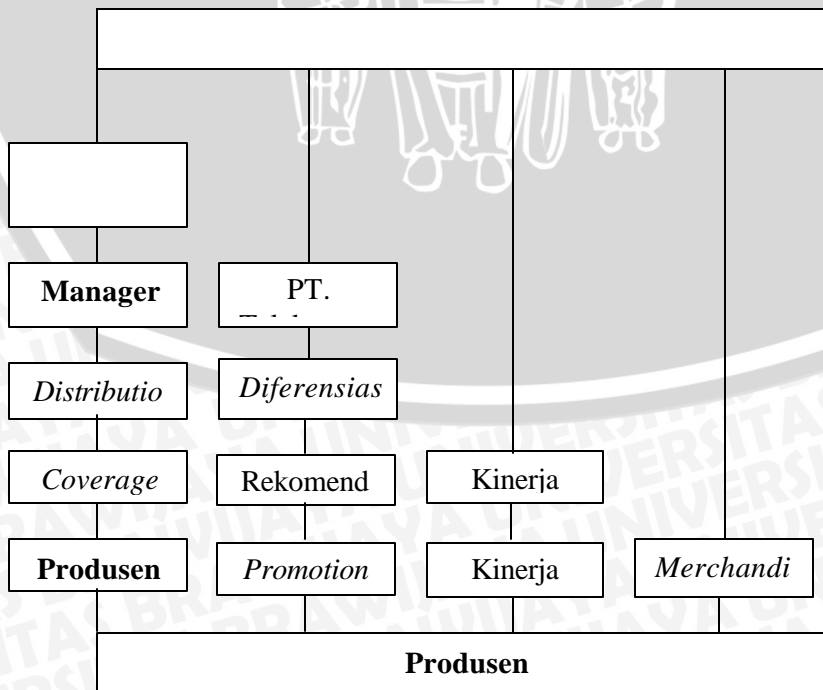 Manager
PT.
Distributio
Diferensias
Coverage
Rekomend
Kinerja
Produsen
Promotion
Kinerja
Merchandi
Produsen